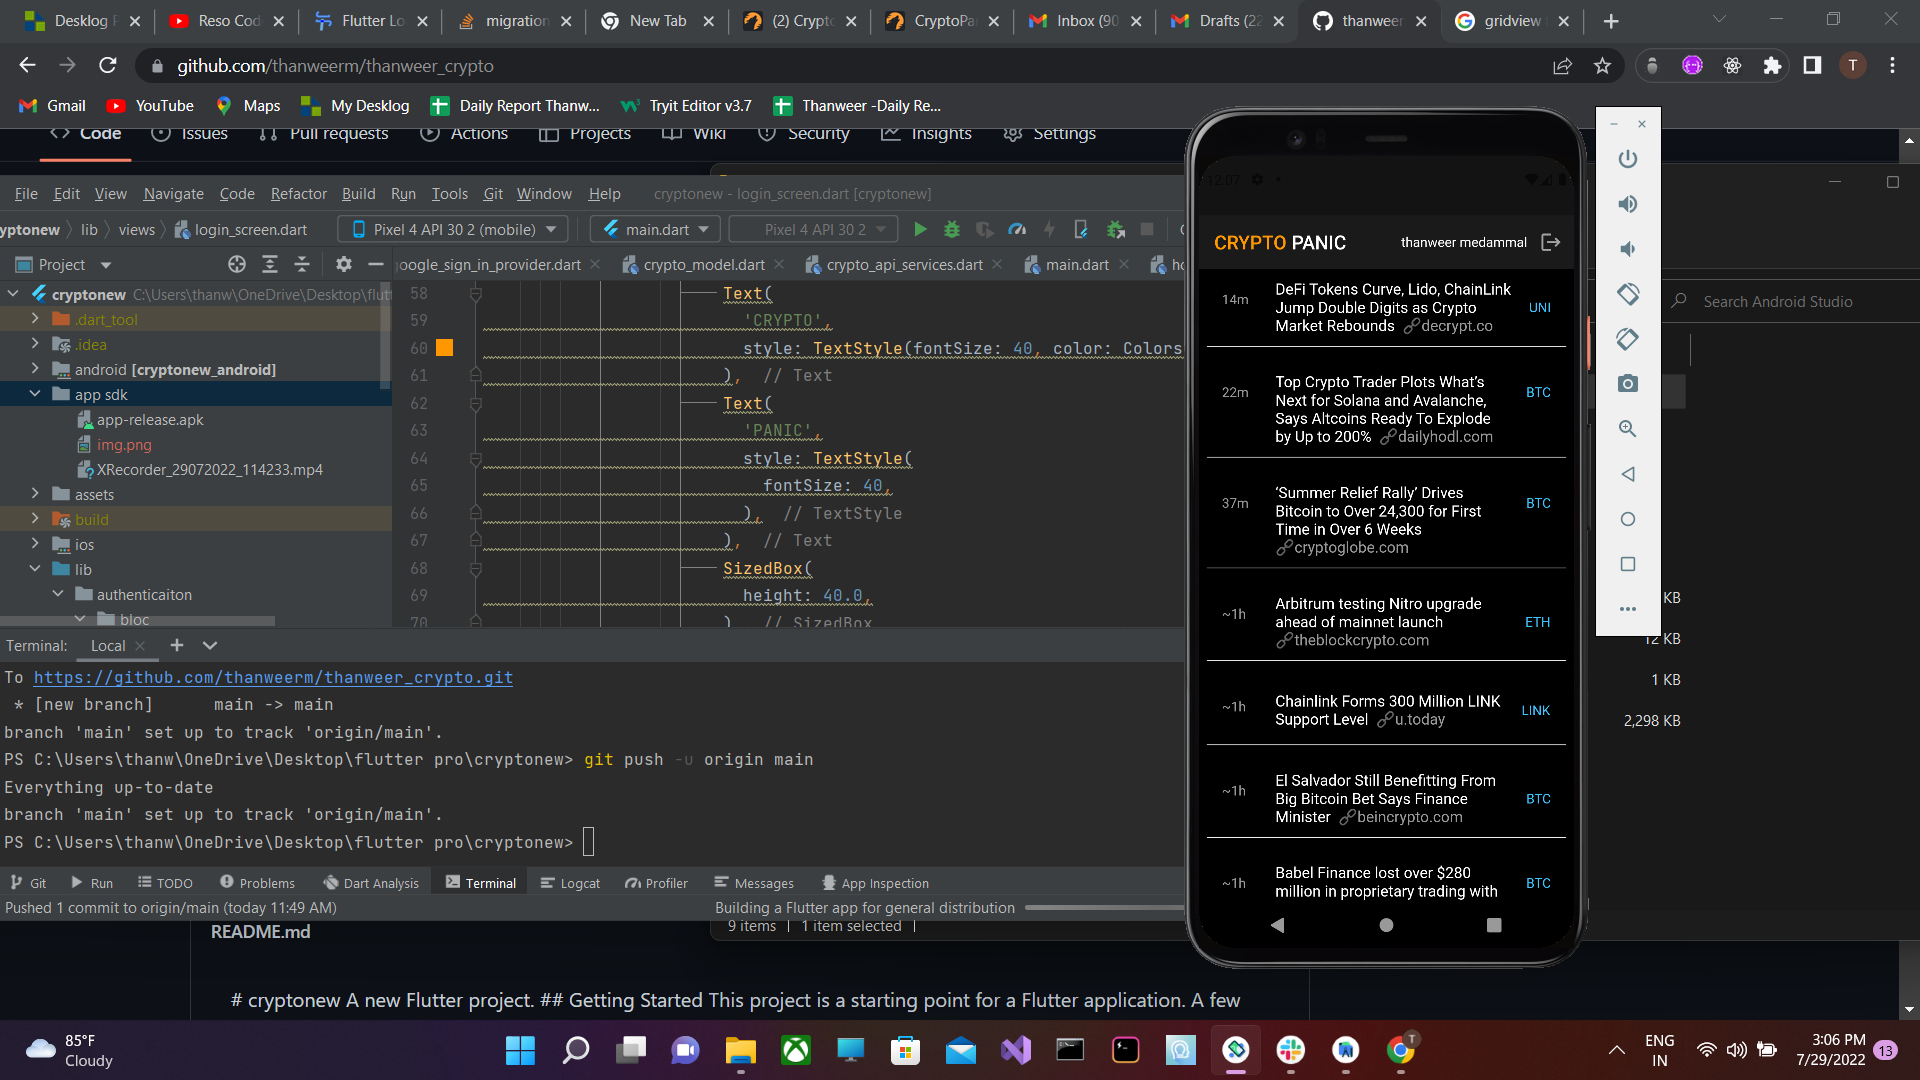 Desklog P
Reso Cod
Flutter Lo
migration
New Tab
(2) Crypto
CryptoPa
Inbox (90
Drafts (22
thanweer
gridview
github.com/thanweerm/thanweer_crypto
T
Gmail
YouTube
Maps
My Desklog
Daily Report Thanw...
Tryit Editor v3.7
Thanweer -Daily Re...
Code
Issues
Pull requests
Actions
Projects
Wiki
Security
Insights
Settings
File Edit View Navigate Code Refactor Build Run Tools Git Window Help
cryptonew - login_screen.dart [cryptonew]
yptonew
lib
views
login_screen.dart
Pixel 4 API 30 2 (mobile)
main.dart
Pixel 4 API 30 2
Project
google_sign_in_provider.dart
crypto_model.dart
crypto_api_services.dart
main.dart
cryptonew C:\Users\thanw\OneDrive\Desktop\flut
.dart_tool
.idea
android [cryptonew_android]
app sdk
app-release.apk
img.png
XRecorder_29072022_114233.mp4
assets
build
ios
lib
authenticaiton
bloc
58 Text(
59 'CRYPTO',
60 style: TextStyle(fontSize: 40, color: Colors
61 ), // Text
62 Text(
63 'PANIC',
64 style: TextStyle(
65 fontSize: 40,
66 ), // TextStyle
67 ), // Text
68 SizedBox(
69 height: 40.0,
70 ) // SizedBox
Terminal: Local
To https://github.com/thanweerm/thanweer_crypto.git
* [new branch] main -> main
branch 'main' set up to track 'origin/main'.
PS C:\Users\thanw\OneDrive\Desktop\flutter pro\cryptonew> git push -u origin main
Everything up-to-date
branch 'main' set up to track 'origin/main'.
PS C:\Users\thanw\OneDrive\Desktop\flutter pro\cryptonew>
Git
Run
TODO
Problems
Dart Analysis
Terminal
Logcat
Profiler
Messages
App Inspection
Pushed 1 commit to origin/main (today 11:49 AM)
Building a Flutter app for general distribution
9 items
1 item selected
README.md
# cryptonew A new Flutter project. ## Getting Started This project is a starting point for a Flutter application. A few
12:07
CRYPTO PANIC
thanweer medammal
14m
DeFi Tokens Curve, Lido, ChainLink
Jump Double Digits as Crypto
Market Rebounds decrypt.co
UNI
22m
Top Crypto Trader Plots What's
Next for Solana and Avalanche,
Says Altcoins Ready To Explode
by Up to 200% dailyhodl.com
BTC
37m
‘Summer Relief Rally’ Drives
Bitcoin to Over 24,300 for First
Time in Over 6 Weeks
cryptoglobe.com
BTC
~1h
Arbitrum testing Nitro upgrade
ahead of mainnet launch
theblockcrypto.com
ETH
~1h
Chainlink Forms 300 Million LINK
Support Level u.today
LINK
~1h
El Salvador Still Benefitting From
Big Bitcoin Bet Says Finance
Minister beincrypto.com
BTC
~1h
Babel Finance lost over $280
million in proprietary trading with
BTC
Search Android Studio
KB
12 KB
1 KB
2,298 KB
85°F
Cloudy
T
ENG
IN
3:06 PM
7/29/2022
13